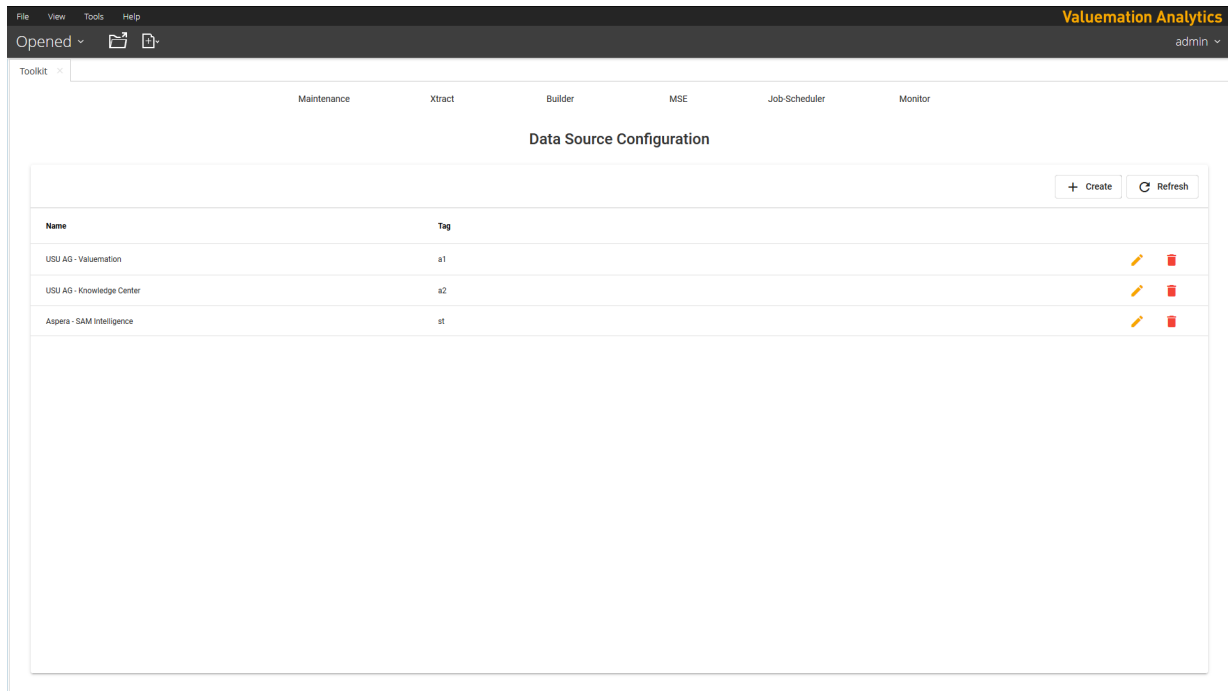 File View Tools Help Valuemation Analytics
Opened admin
Toolkit
Maintenance Xtract Builder MSE Job-Scheduler Monitor
Data Source Configuration
Create Refresh
Name Tag
USU AG - Valuemation a1
USU AG - Knowledge Center a2
Aspera - SAM Intelligence st